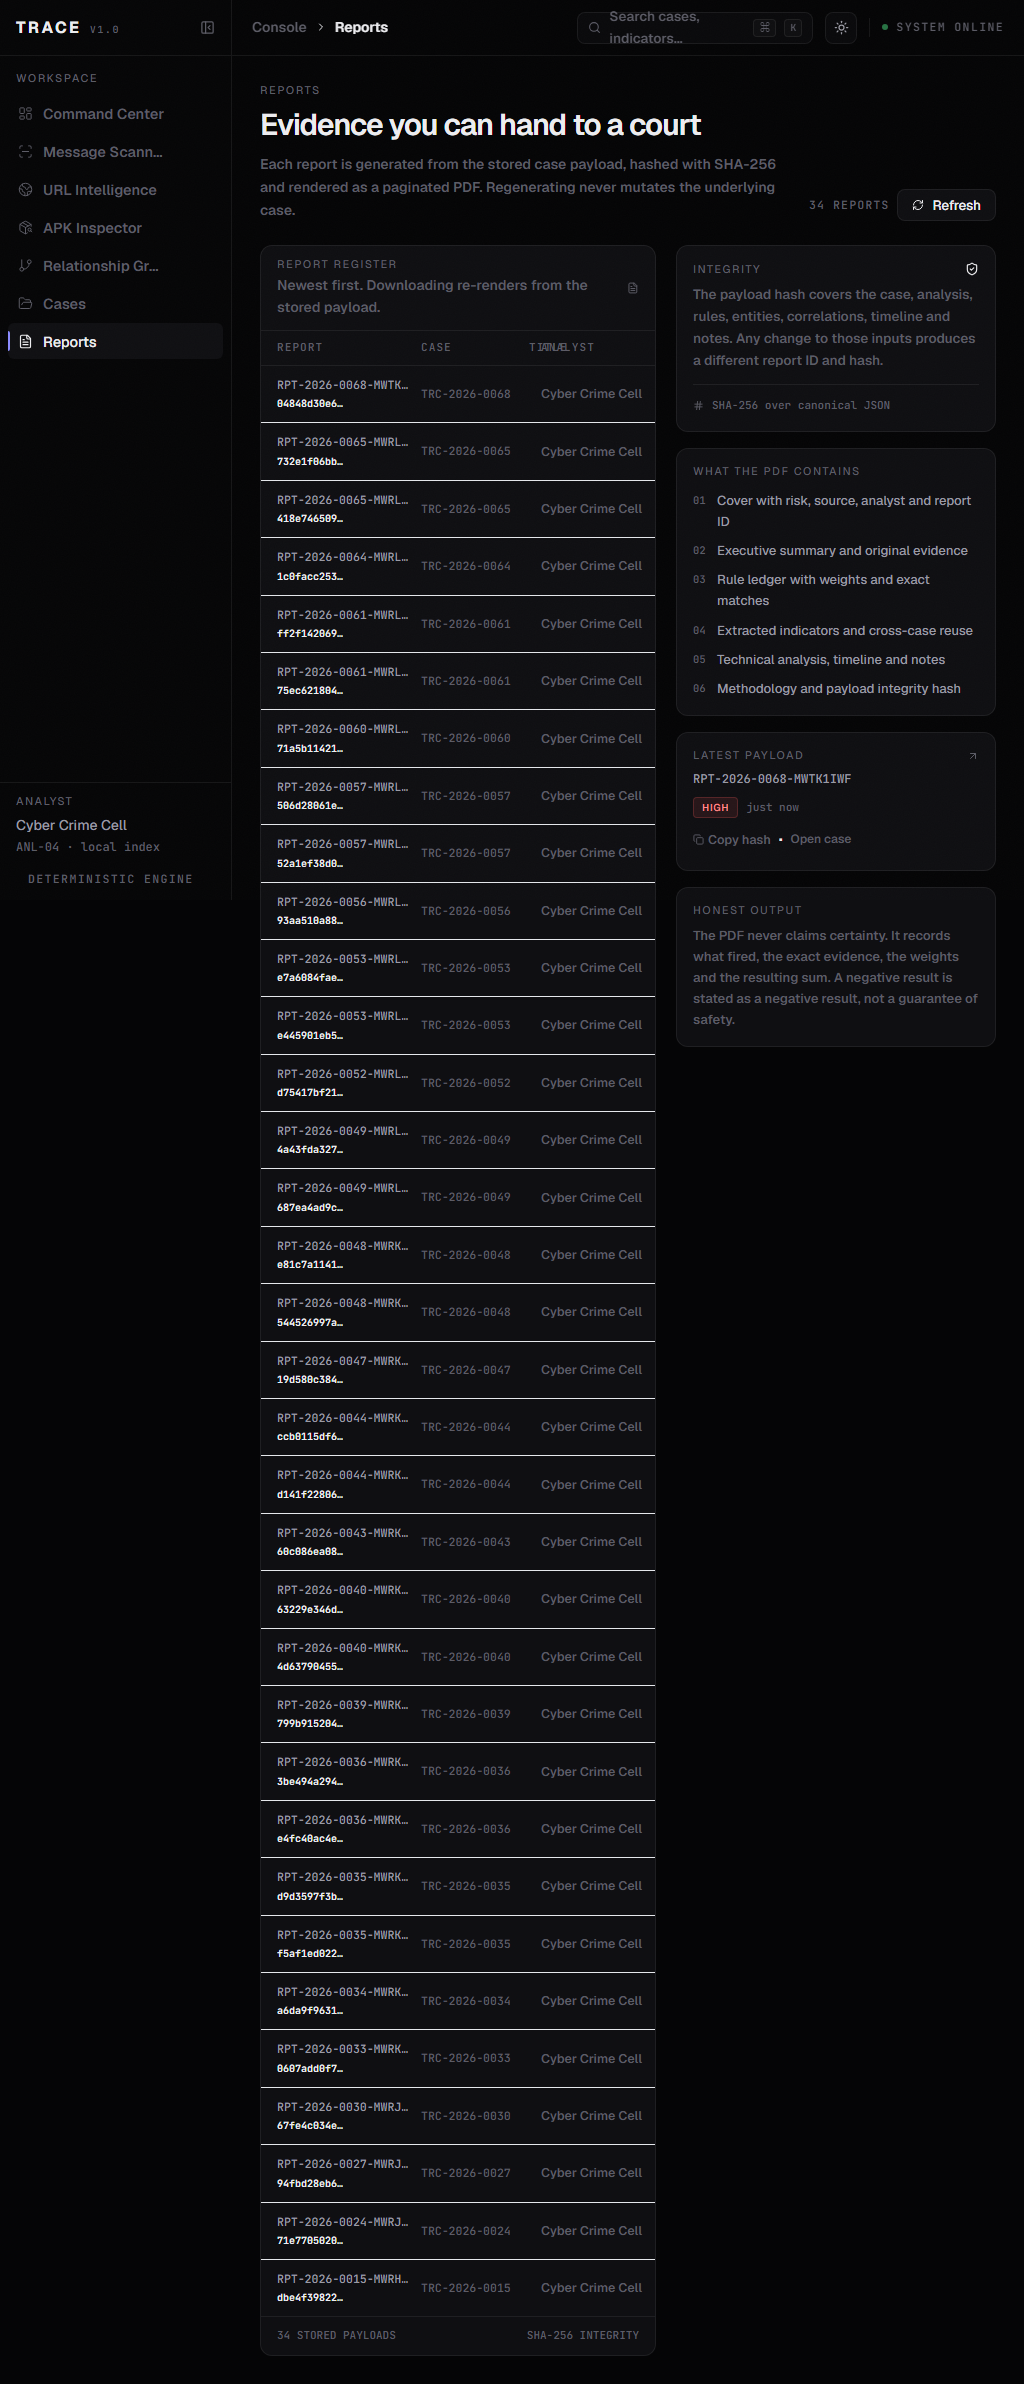 TRACE V1.0
WORKSPACE
Command Center
Message Scann...
URL Intelligence
APK Inspector
Relationship Gr...
Cases
Reports
ANALYST
Cyber Crime Cell
ANL-04 · local index
DETERMINISTIC ENGINE
Console > Reports
Search cases, indicators...
⌘ K
SYSTEM ONLINE
REPORTS
Evidence you can hand to a court
Each report is generated from the stored case payload, hashed with SHA-256
and rendered as a paginated PDF. Regenerating never mutates the underlying
case.
34 REPORTS
Refresh
REPORT REGISTER
Newest first. Downloading re-renders from the
stored payload.
REPORT CASE TITLE ANALYST
RPT-2026-0068-MWTK… TRC-2026-0068 Cyber Crime Cell
04848d30e6…
RPT-2026-0065-MWRL… TRC-2026-0065 Cyber Crime Cell
732e1f06bb…
RPT-2026-0065-MWRL… TRC-2026-0065 Cyber Crime Cell
418e746509…
RPT-2026-0064-MWRL… TRC-2026-0064 Cyber Crime Cell
1c0facc253…
RPT-2026-0061-MWRL… TRC-2026-0061 Cyber Crime Cell
ff2f142069…
RPT-2026-0061-MWRL… TRC-2026-0061 Cyber Crime Cell
75ec621804…
RPT-2026-0060-MWRL… TRC-2026-0060 Cyber Crime Cell
71a5b11421…
RPT-2026-0057-MWRL… TRC-2026-0057 Cyber Crime Cell
506d28061e…
RPT-2026-0057-MWRL… TRC-2026-0057 Cyber Crime Cell
52a1ef38d0…
RPT-2026-0056-MWRL… TRC-2026-0056 Cyber Crime Cell
93aa510a88…
RPT-2026-0053-MWRL… TRC-2026-0053 Cyber Crime Cell
e7a6084fae…
RPT-2026-0053-MWRL… TRC-2026-0053 Cyber Crime Cell
e445901eb5…
RPT-2026-0052-MWRL… TRC-2026-0052 Cyber Crime Cell
d75417bf21…
RPT-2026-0049-MWRL… TRC-2026-0049 Cyber Crime Cell
4a43fda327…
RPT-2026-0049-MWRL… TRC-2026-0049 Cyber Crime Cell
687ea4ad9c…
RPT-2026-0048-MWRK… TRC-2026-0048 Cyber Crime Cell
e81c7a1141…
RPT-2026-0048-MWRK… TRC-2026-0048 Cyber Crime Cell
544526997a…
RPT-2026-0047-MWRK… TRC-2026-0047 Cyber Crime Cell
19d580c384…
RPT-2026-0044-MWRK… TRC-2026-0044 Cyber Crime Cell
ccb0115df6…
RPT-2026-0044-MWRK… TRC-2026-0044 Cyber Crime Cell
d141f22806…
RPT-2026-0043-MWRK… TRC-2026-0043 Cyber Crime Cell
60c086ea08…
RPT-2026-0040-MWRK… TRC-2026-0040 Cyber Crime Cell
63229e346d…
RPT-2026-0040-MWRK… TRC-2026-0040 Cyber Crime Cell
4d63790455…
RPT-2026-0039-MWRK… TRC-2026-0039 Cyber Crime Cell
799b915204…
RPT-2026-0036-MWRK… TRC-2026-0036 Cyber Crime Cell
3be494a294…
RPT-2026-0036-MWRK… TRC-2026-0036 Cyber Crime Cell
e4fc40ac4e…
RPT-2026-0035-MWRK… TRC-2026-0035 Cyber Crime Cell
d9d3597f3b…
RPT-2026-0035-MWRK… TRC-2026-0035 Cyber Crime Cell
f5af1ed022…
RPT-2026-0034-MWRK… TRC-2026-0034 Cyber Crime Cell
a6da9f9631…
RPT-2026-0033-MWRK… TRC-2026-0033 Cyber Crime Cell
0607add0f7…
RPT-2026-0030-MWRJ… TRC-2026-0030 Cyber Crime Cell
67fe4c034e…
RPT-2026-0027-MWRJ… TRC-2026-0027 Cyber Crime Cell
94fbd28eb6…
RPT-2026-0024-MWRJ… TRC-2026-0024 Cyber Crime Cell
71e7705020…
RPT-2026-0015-MWRH… TRC-2026-0015 Cyber Crime Cell
dbe4f39822…
34 STORED PAYLOADS SHA-256 INTEGRITY
INTEGRITY
The payload hash covers the case, analysis,
rules, entities, correlations, timeline and
notes. Any change to those inputs produces
a different report ID and hash.
# SHA-256 over canonical JSON
WHAT THE PDF CONTAINS
01 Cover with risk, source, analyst and report
ID
02 Executive summary and original evidence
03 Rule ledger with weights and exact
matches
04 Extracted indicators and cross-case reuse
05 Technical analysis, timeline and notes
06 Methodology and payload integrity hash
LATEST PAYLOAD
RPT-2026-0068-MWTK1IWF
HIGH just now
Copy hash • Open case
HONEST OUTPUT
The PDF never claims certainty. It records
what fired, the exact evidence, the weights
and the resulting sum. A negative result is
stated as a negative result, not a guarantee of
safety.